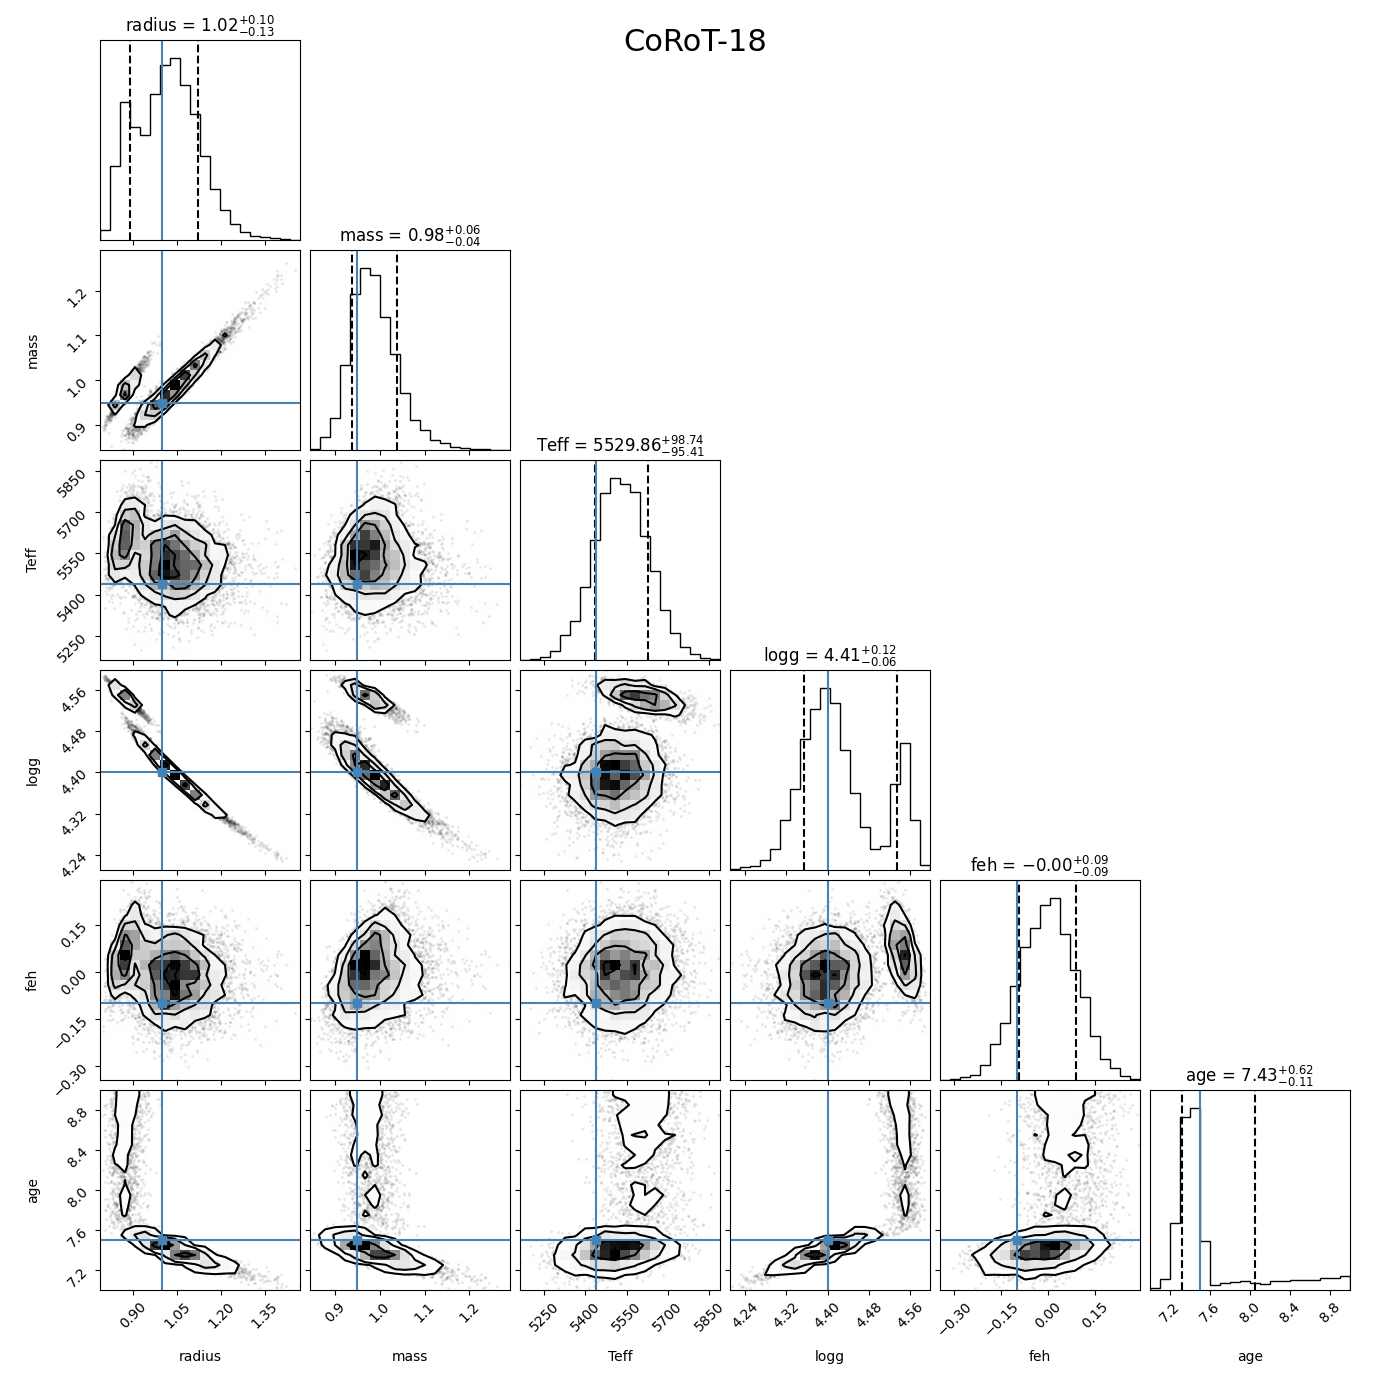 CoRoT-18
radius = 1.02 +0.10 −0.13
mass = 0.98 +0.06 −0.04
1.2
1.1
1.0
0.9
mass
Teff = 5529.86 +98.74 −95.41
5850
5700
5550
5400
5250
Teff
logg = 4.41 +0.12 −0.06
4.56
4.48
4.40
4.32
4.24
logg
feh = −0.00 +0.09 −0.09
0.15
0.00
−0.15
−0.30
feh
age = 7.43 +0.62 −0.11
8.8
8.4
8.0
7.6
7.2
age
0.90 1.05 1.20 1.35
0.9 1.0 1.1 1.2
5250 5400 5550 5700 5850
4.24 4.32 4.40 4.48 4.56
−0.30 −0.15 0.00 0.15
7.2 7.6 8.0 8.4 8.8
radius mass Teff logg feh age